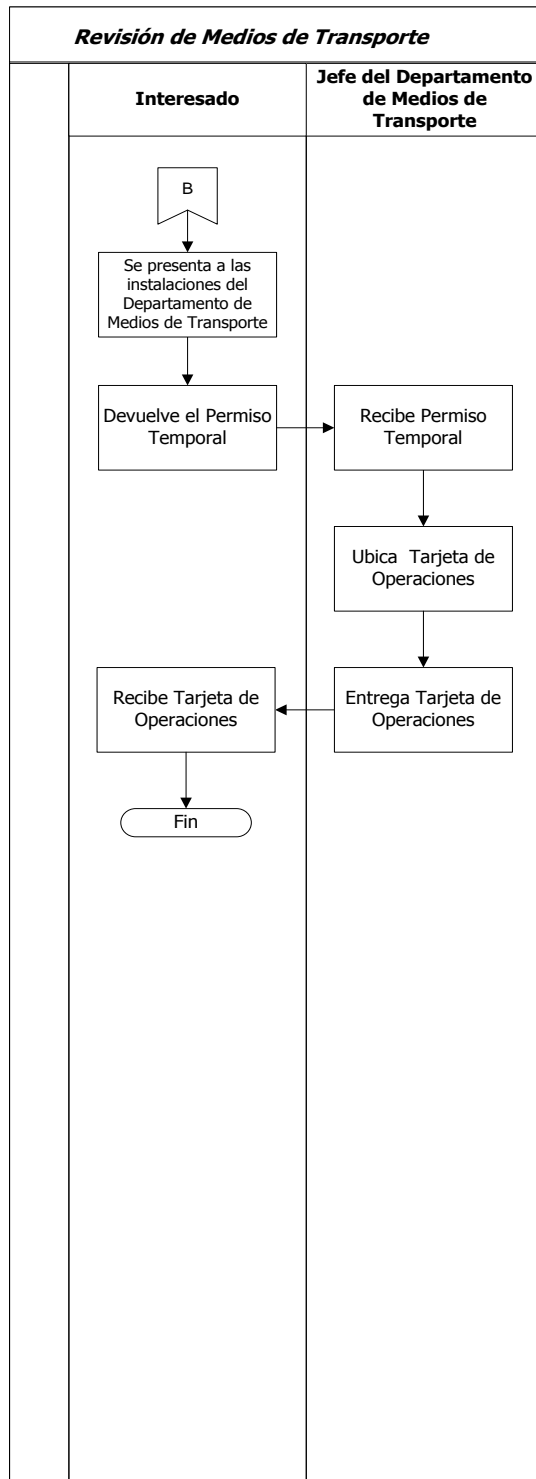 Revisión de Medios de Transporte
Interesado
Jefe del Departamento
de Medios de
Transporte
B
Se presenta a las
instalaciones del
Departamento de
Medios de Transporte
Devuelve el Permiso
Temporal
Recibe Permiso
Temporal
Ubica Tarjeta de
Operaciones
Entrega Tarjeta de
Operaciones
Recibe Tarjeta de
Operaciones
Fin